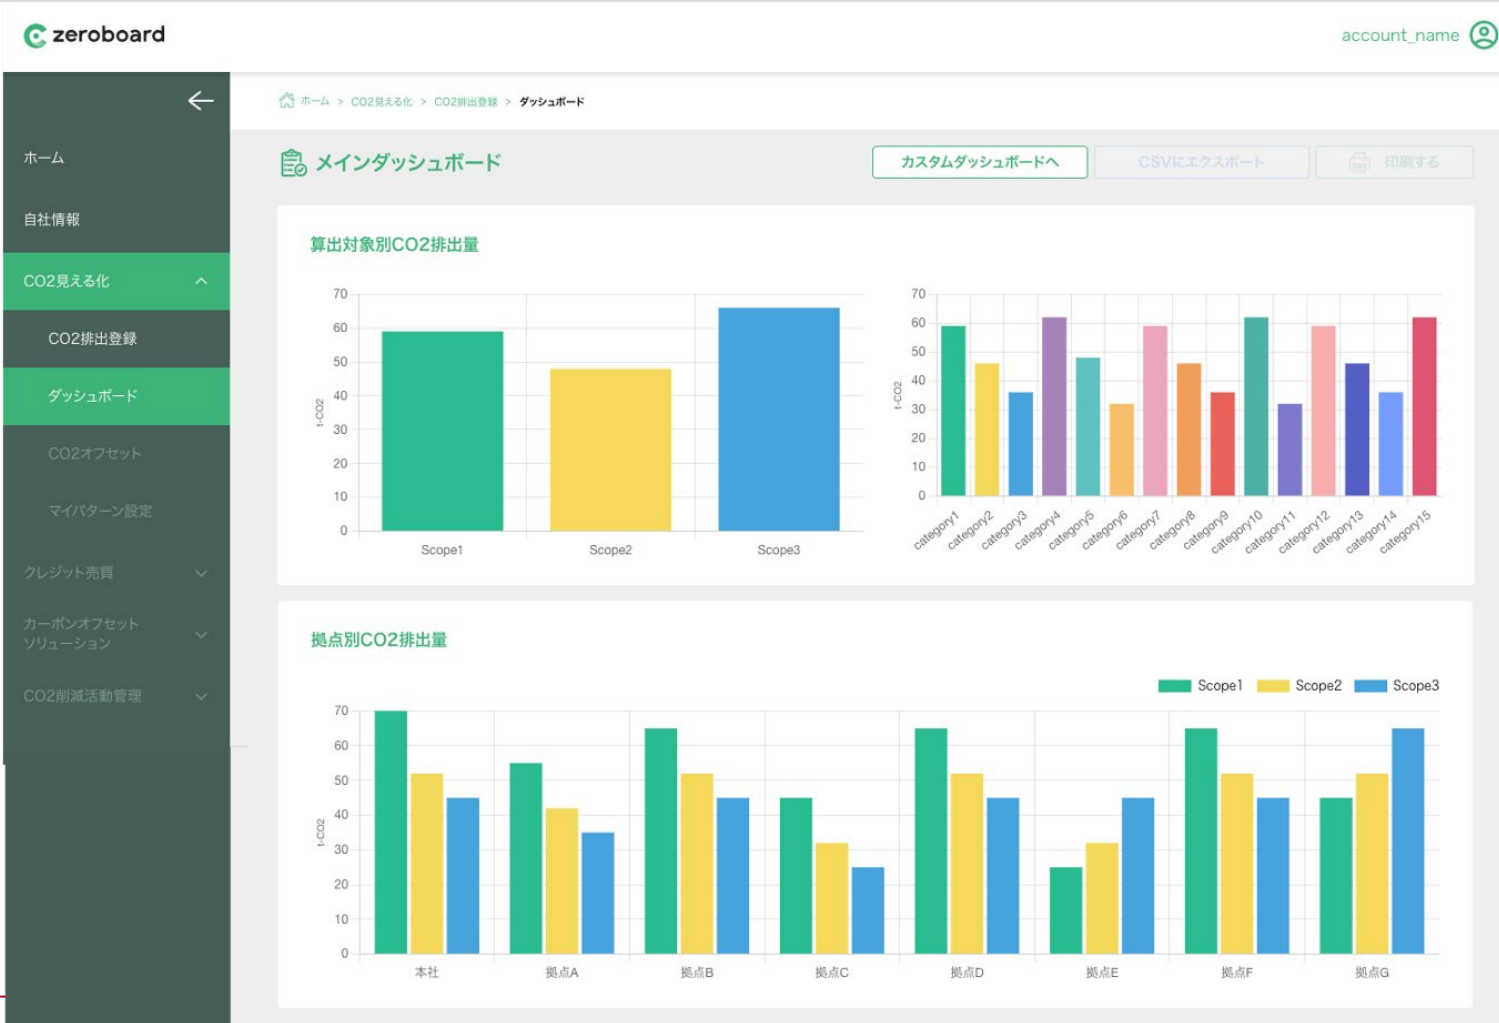 zeroboard
account_name
ホーム > CO2見える化 > CO2排出登録 > ダッシュボード
ホーム
自社情報
CO2見える化
CO2排出登録
ダッシュボード
CO2オフセット
マイパターン設定
クレジット売買
カーボンオフセット
ソリューション
CO2削減活動管理
メインダッシュボード
カスタムダッシュボードへ
CSVにエクスポート
印刷する
算出対象別CO2排出量
70
60
50
40
30
20
10
0
t-CO2
Scope1 Scope2 Scope3
70
60
50
40
30
20
10
0
t-CO2
category1 category2 category3 category4 category5 category6 category7 category8 category9 category10 category11 category12 category13 category14 category15
拠点別CO2排出量
Scope1 Scope2 Scope3
70
60
50
40
30
20
10
0
t-CO2
本社 拠点A 拠点B 拠点C 拠点D 拠点E 拠点F 拠点G